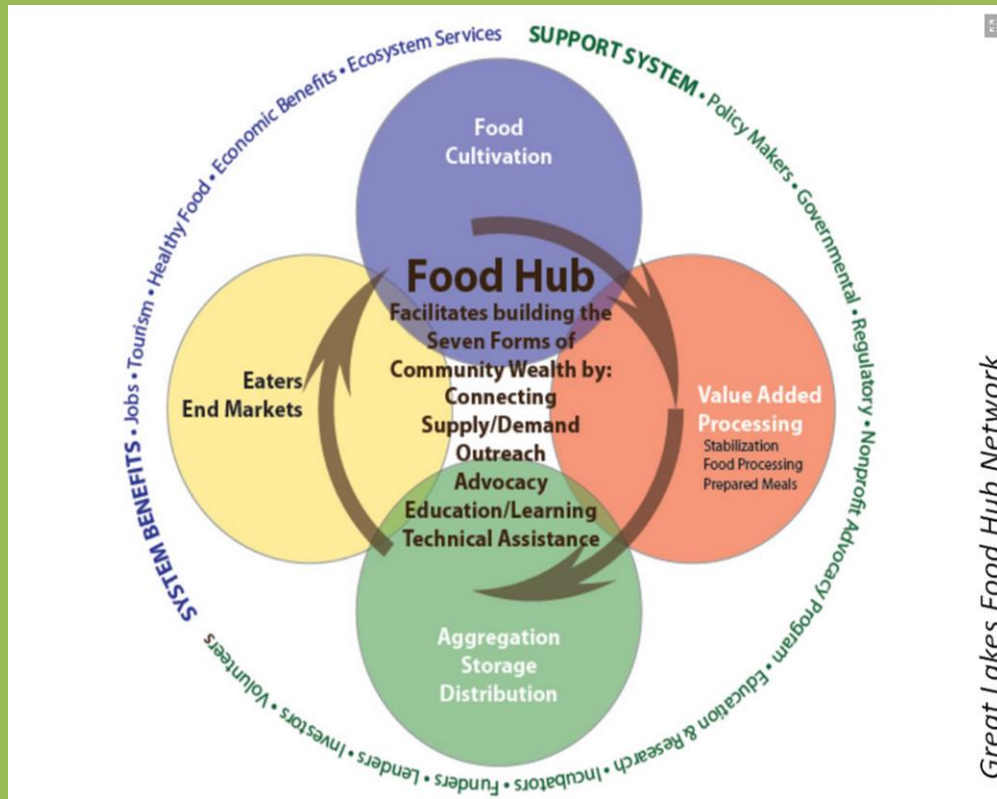 SYSTEM BENEFITS • Jobs • Tourism • Healthy Food • Economic Benefits • Ecosystem Services
SUPPORT SYSTEM • Policy Makers • Governmental • Regulatory • Nonprofit Advocacy Program • Education & Research • Incubators • Funders • Lenders • Investors • Volunteers
Food
Cultivation
Food Hub
Facilitates building the
Seven Forms of
Community Wealth by:
Connecting
Supply/Demand
Outreach
Advocacy
Education/Learning
Technical Assistance
Eaters
End Markets
Value Added
Processing
Stabilization
Food Processing
Prepared Meals
Aggregation
Storage
Distribution
Great Lakes Food Hub Network